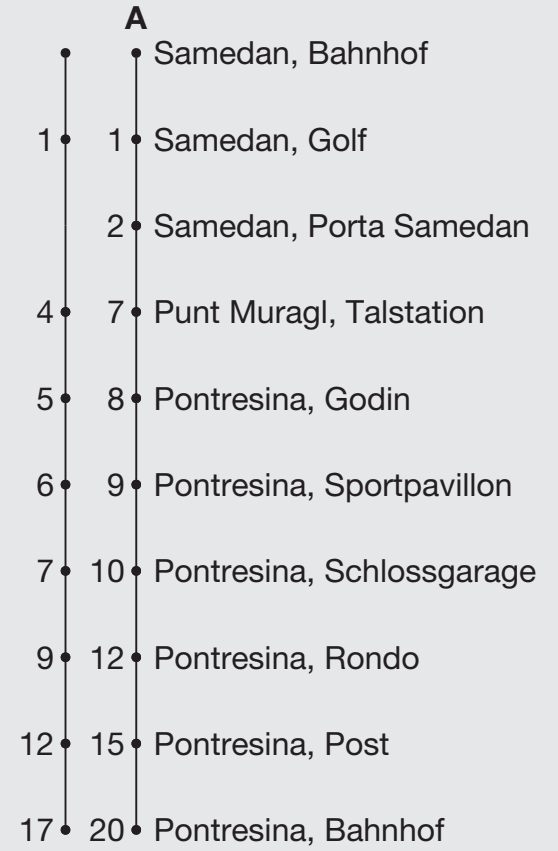 A
Samedan, Bahnhof
1 1 Samedan, Golf
2 Samedan, Porta Samedan
4 7 Punt Muragl, Talstation
5 8 Pontresina, Godin
6 9 Pontresina, Sportpavillon
7 10 Pontresina, Schlossgarage
9 12 Pontresina, Rondo
12 15 Pontresina, Post
17 20 Pontresina, Bahnhof